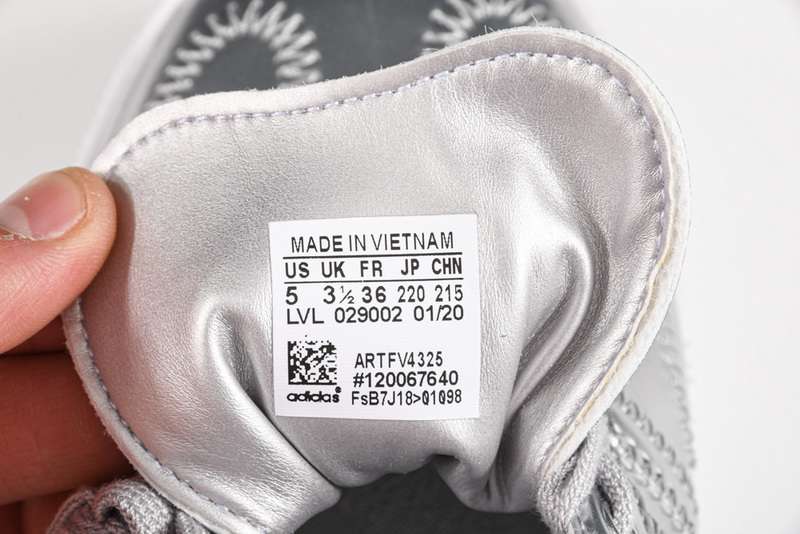 MADE IN VIETNAM
US UK FR JP CHN
5 3½ 36 220 215
LVL 029002 01/20
ARTFV4325
#120067640
adidas® FsB7J18>01098